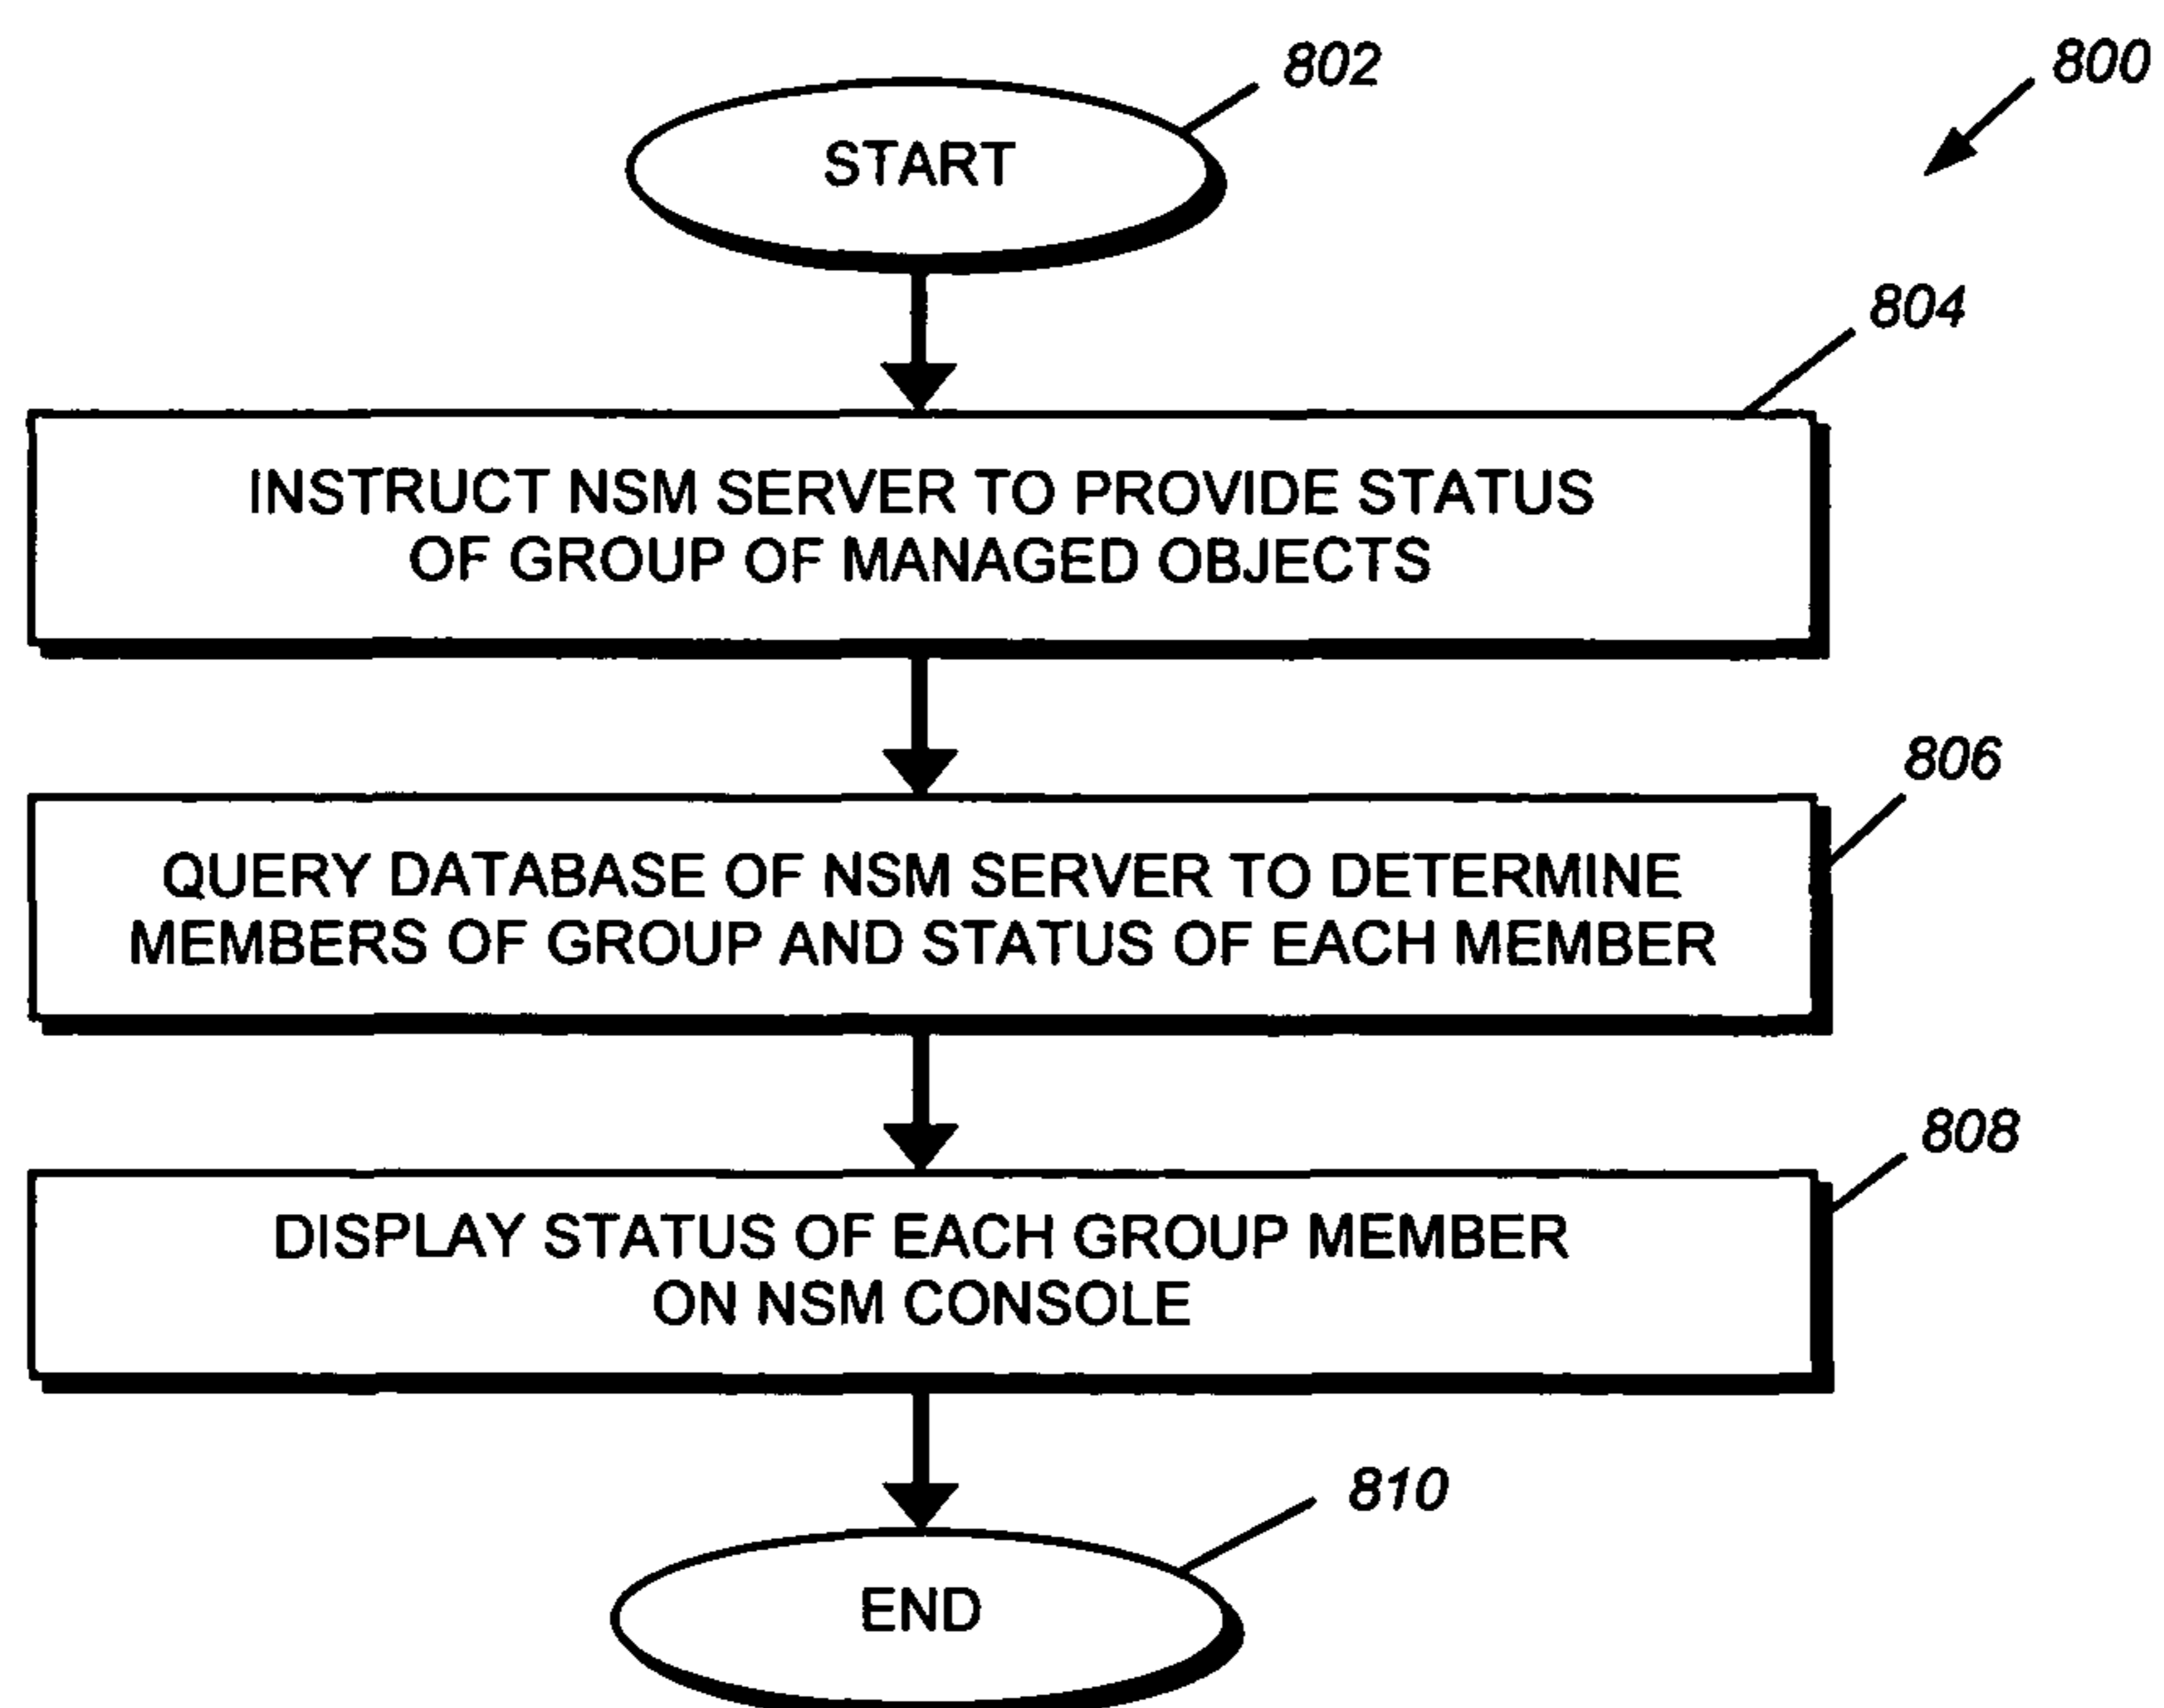 802
800
START
804
INSTRUCT NSM SERVER TO PROVIDE STATUS
OF GROUP OF MANAGED OBJECTS
806
QUERY DATABASE OF NSM SERVER TO DETERMINE
MEMBERS OF GROUP AND STATUS OF EACH MEMBER
808
DISPLAY STATUS OF EACH GROUP MEMBER
ON NSM CONSOLE
810
END